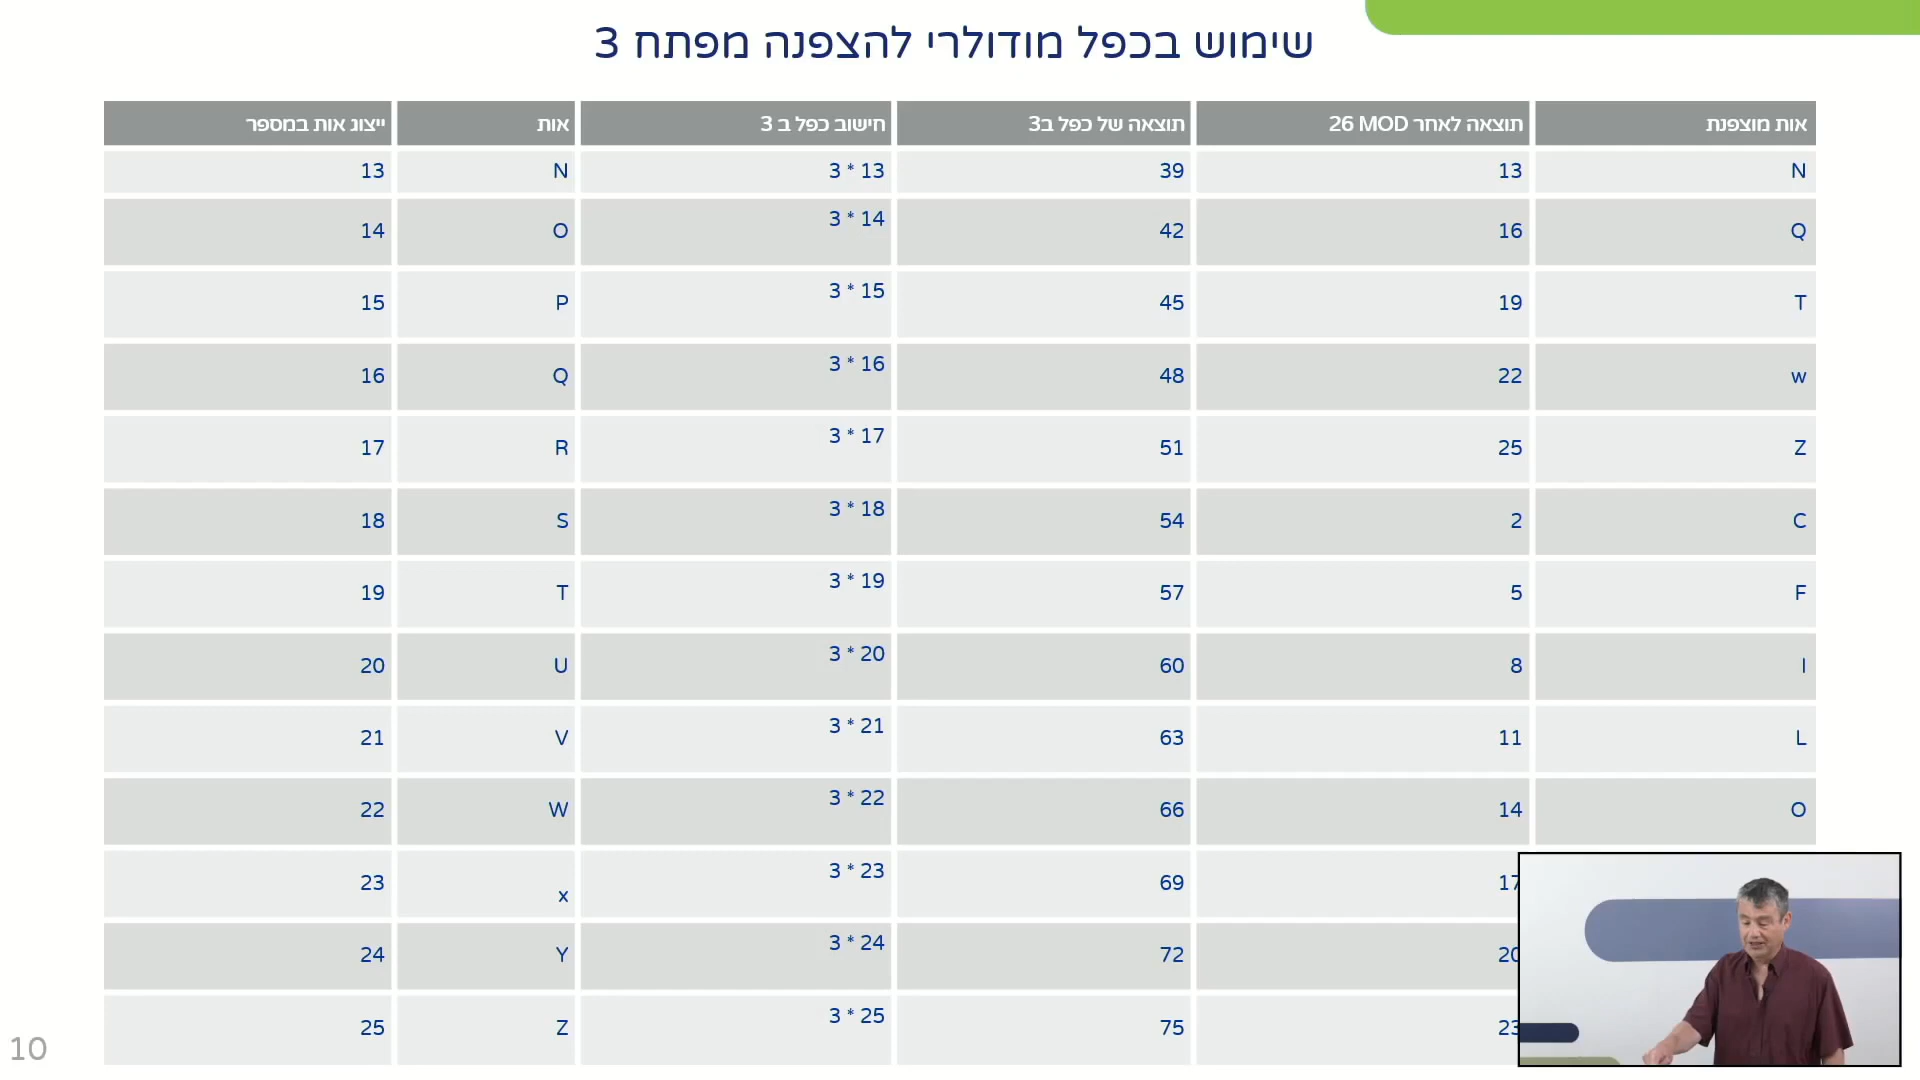 שימוש בכפל מודולרי להצפנה מפתח 3
ייצוג אות במספר אות חישוב כפל ב 3 תוצאה של כפל ב3 תוצאה לאחר 26 MOD אות מוצפנת
13 N 3 * 13 39 13 N
14 O 3 * 14 42 16 Q
15 P 3 * 15 45 19 T
16 Q 3 * 16 48 22 w
17 R 3 * 17 51 25 Z
18 S 3 * 18 54 2 C
19 T 3 * 19 57 5 F
20 U 3 * 20 60 8 I
21 V 3 * 21 63 11 L
22 W 3 * 22 66 14 O
23 x 3 * 23 69 17
24 Y 3 * 24 72 20
25 Z 3 * 25 75 23
10